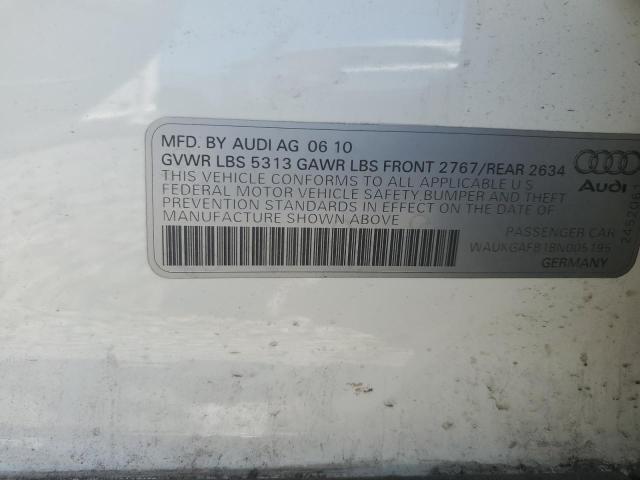 MFD. BY AUDI AG 06 10
GVWR LBS 5313 GAWR LBS FRONT 2767/REAR 2634
THIS VEHICLE CONFORMS TO ALL APPLICABLE U S
FEDERAL MOTOR VEHICLE SAFETY, BUMPER AND THEFT
PREVENTION STANDARDS IN EFFECT ON THE DATE OF
MANUFACTURE SHOWN ABOVE
Audi
PASSENGER CAR
WAUKGAFB1BN005195
GERMANY